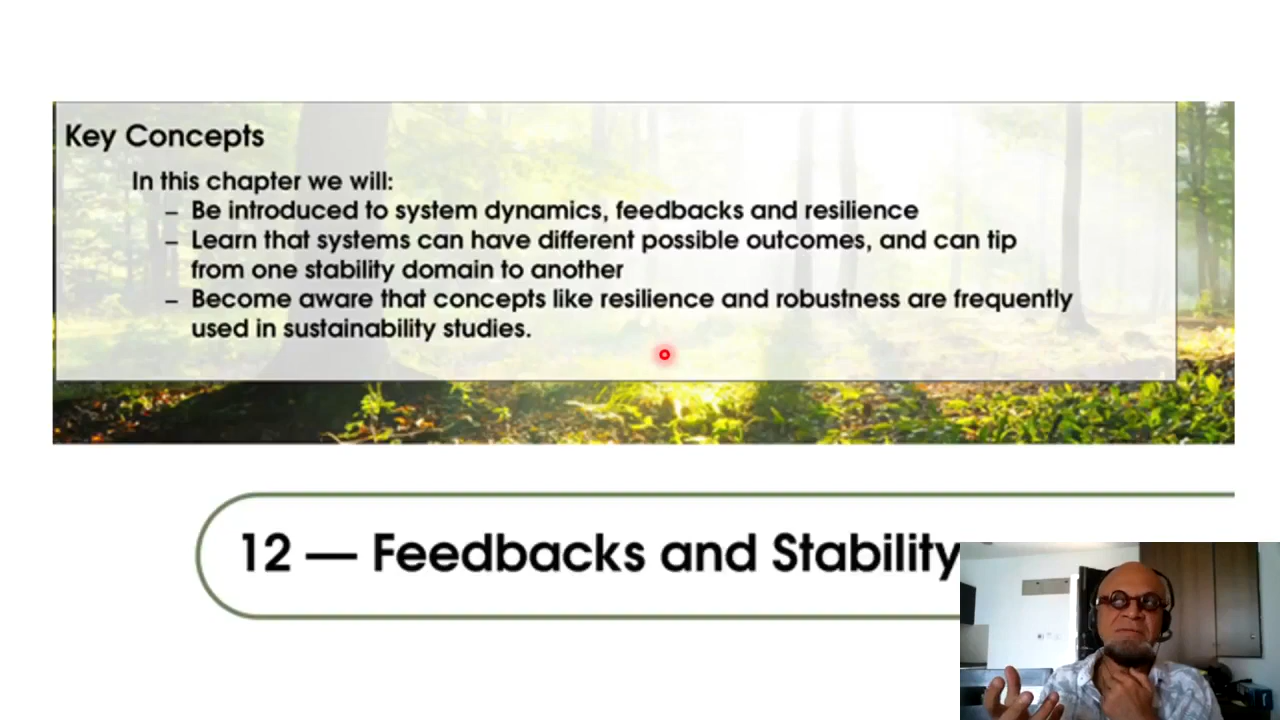 Key Concepts
In this chapter we will:
– Be introduced to system dynamics, feedbacks and resilience
– Learn that systems can have different possible outcomes, and can tip
from one stability domain to another
– Become aware that concepts like resilience and robustness are frequently
used in sustainability studies.
12 — Feedbacks and Stability